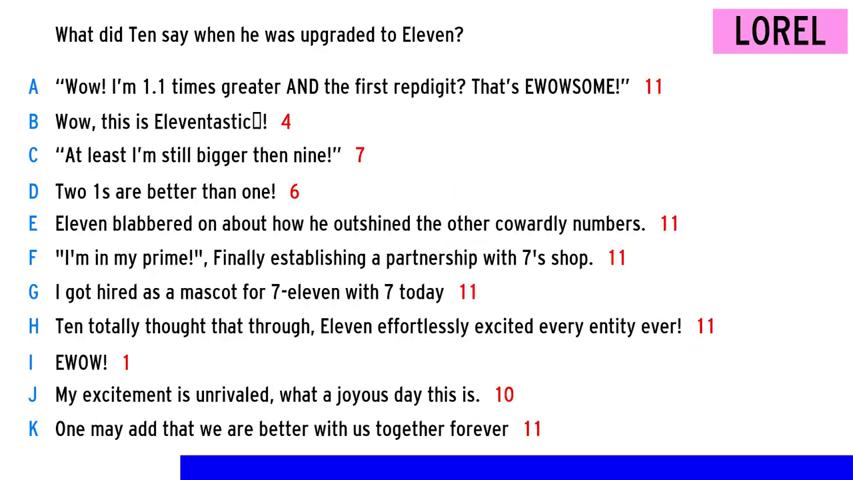 What did Ten say when he was upgraded to Eleven?
LOREL
A “Wow! I’m 1.1 times greater AND the first repdigit? That’s EWOWSOME!” 11
B Wow, this is Eleventastic▯! 4
C “At least I’m still bigger then nine!” 7
D Two 1s are better than one! 6
E Eleven blabbered on about how he outshined the other cowardly numbers. 11
F "I'm in my prime!", Finally establishing a partnership with 7's shop. 11
G I got hired as a mascot for 7-eleven with 7 today 11
H Ten totally thought that through, Eleven effortlessly excited every entity ever! 11
I EWOW! 1
J My excitement is unrivaled, what a joyous day this is. 10
K One may add that we are better with us together forever 11